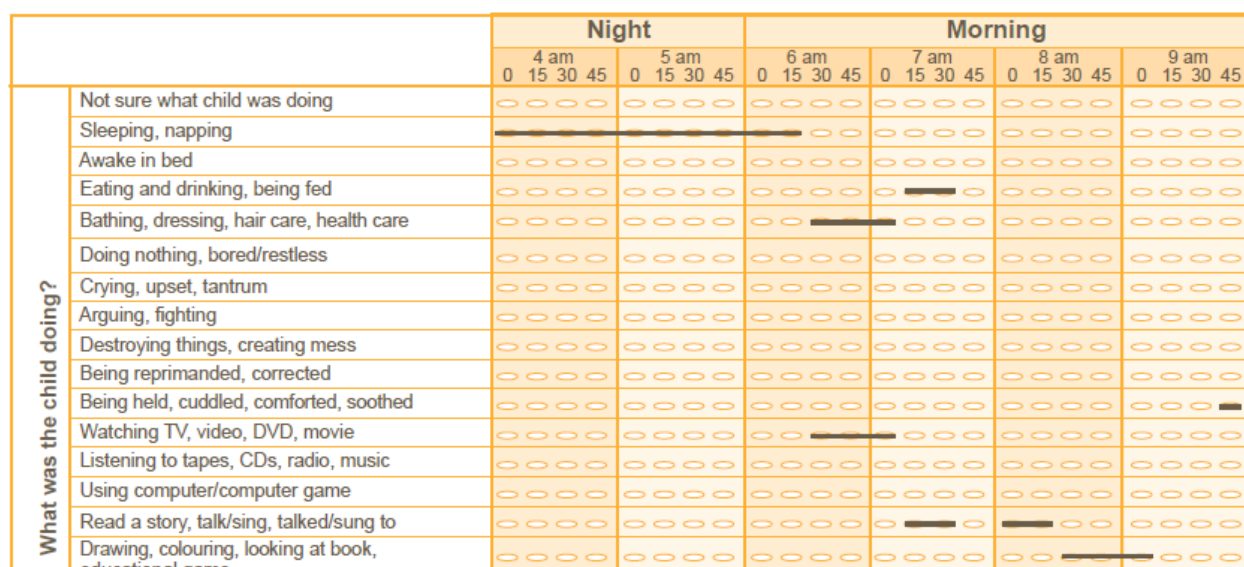 Night Morning
4 am 5 am 6 am 7 am 8 am 9 am
0 15 30 45 0 15 30 45 0 15 30 45 0 15 30 45 0 15 30 45 0 15 30 45
What was the child doing?
Not sure what child was doing
Sleeping, napping
Awake in bed
Eating and drinking, being fed
Bathing, dressing, hair care, health care
Doing nothing, bored/restless
Crying, upset, tantrum
Arguing, fighting
Destroying things, creating mess
Being reprimanded, corrected
Being held, cuddled, comforted, soothed
Watching TV, video, DVD, movie
Listening to tapes, CDs, radio, music
Using computer/computer game
Read a story, talk/sing, talked/sung to
Drawing, colouring, looking at book,
educational game